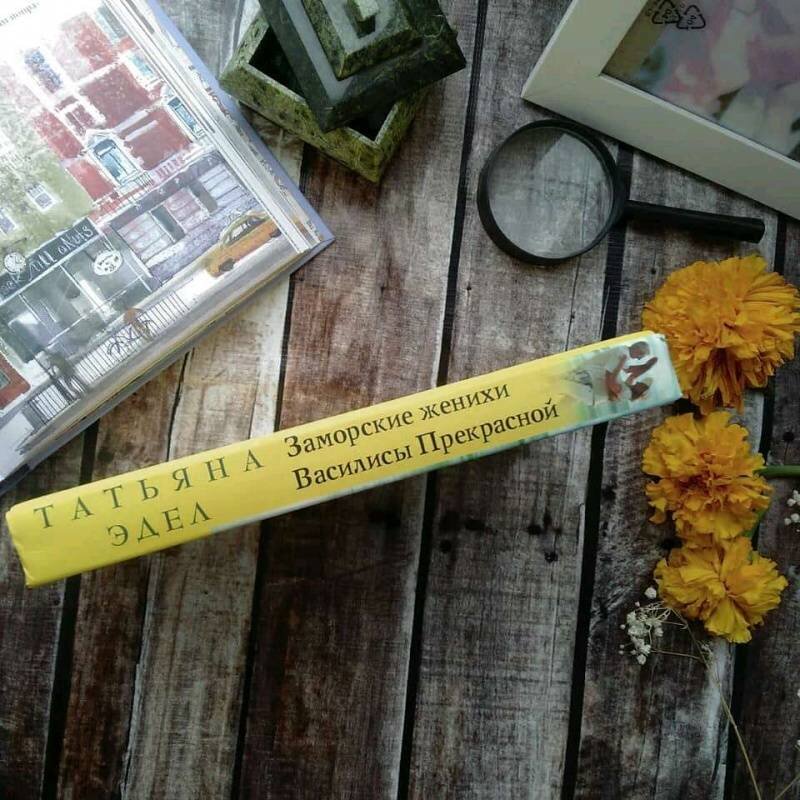 ТАТЬЯНА
ЭДЕЛ
Заморские женихи
Василисы Прекрасной